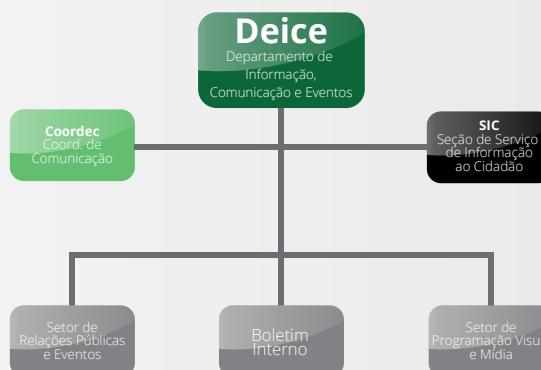 Deice
Departamento de
Informação,
Comunicação e Eventos
Coordec
Coord. de
Comunicação
SIC
Seção de Serviço
de Informação
ao Cidadão
Setor de
Relações Públicas
e Eventos
Boletim
Interno
Setor de
Programação Visu
e Mídia